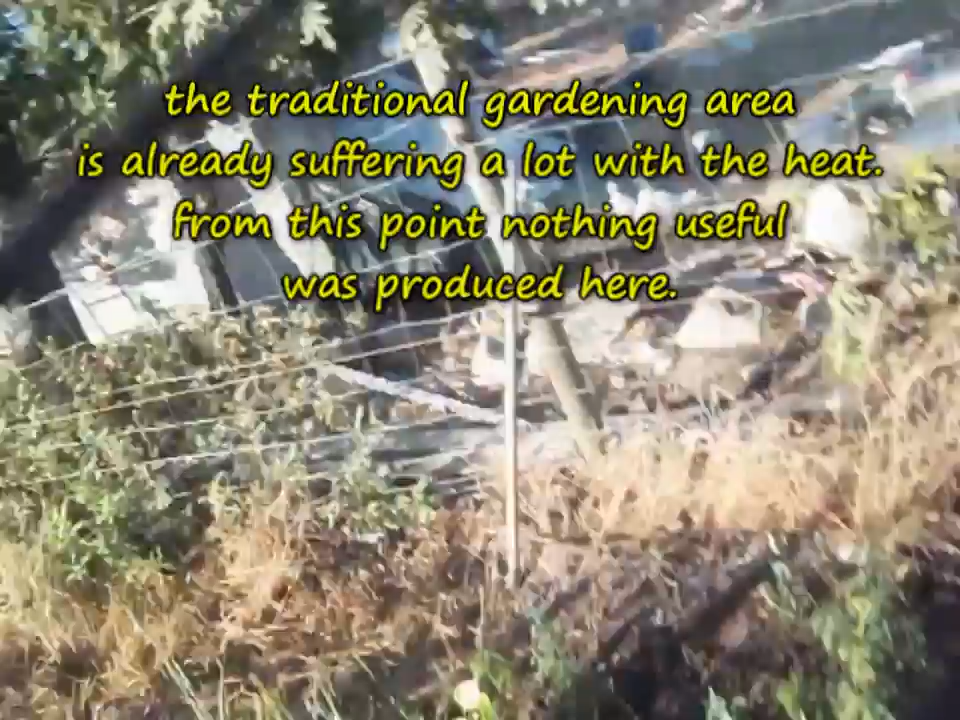 the traditional gardening area
is already suffering a lot with the heat.
from this point nothing useful
was produced here.